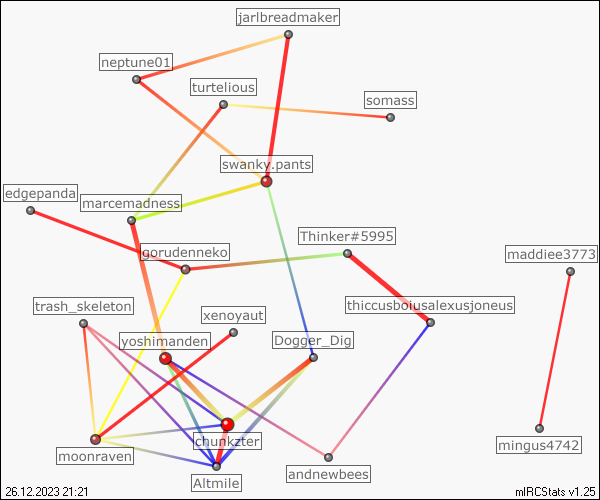 jarlbreadmaker
neptune01
turtelious
somass
swanky.pants
edgepanda
marcemadness
Thinker#5995
gorudenneko
maddiee3773
trash_skeleton
thiccusboiusalexusjoneus
xenoyaut
yoshimanden
Dogger_Dig
chunkzter
mingus4742
moonraven
andnewbees
Altmile
26.12.2023 21:21
mIRCStats v1.25